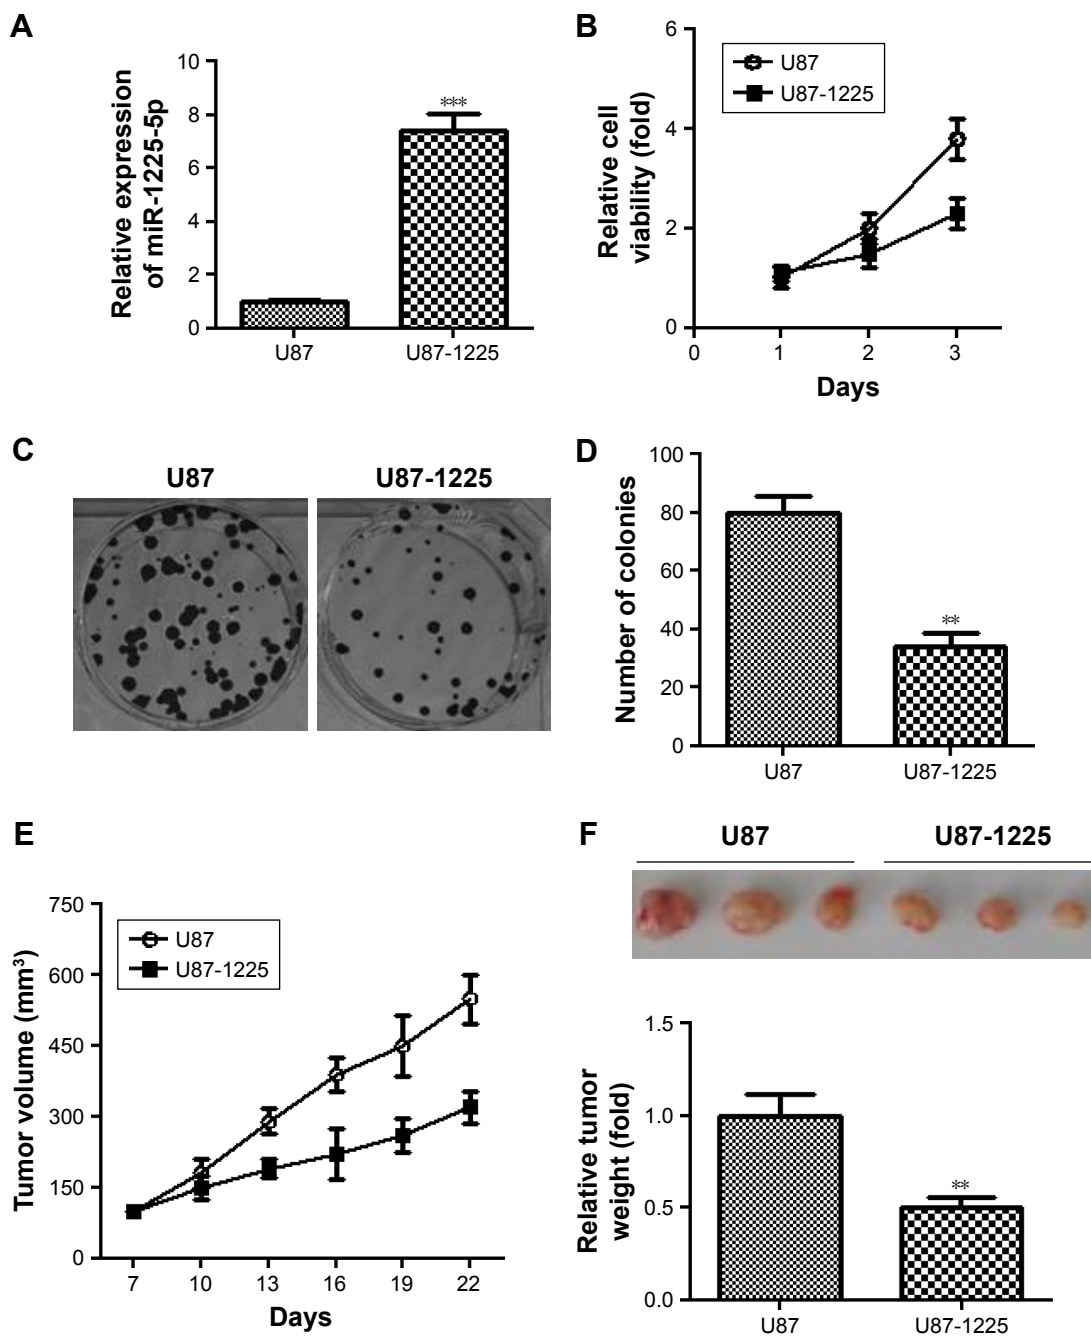 A
Relative expression
of miR-1225-5p
10
8
6
4
2
0
***
U87
U87-1225
B
Relative cell
viability (fold)
6
4
2
0
U87
U87-1225
0
1
2
3
Days
C
U87
U87-1225
D
Number of colonies
100
80
60
40
20
0
**
U87
U87-1225
E
Tumor volume (mm³)
750
600
450
300
150
0
U87
U87-1225
7
10
13
16
19
22
Days
F
U87
U87-1225
Relative tumor
weight (fold)
1.5
1.0
0.5
0.0
**
U87
U87-1225